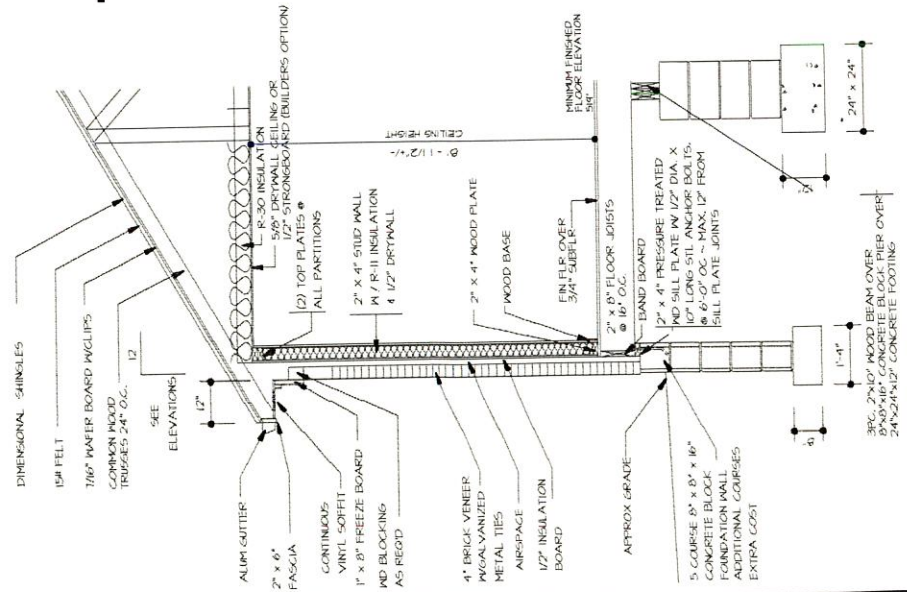 DIMENSIONAL SHINGLES
15# FELT
7/16" WAFER BOARD W/CLIPS
COMMON WOOD
TRUSSES 24" O.C.
12
SEE
ELEVATIONS
12"
ALUM GUTTER
2" x 6"
FASCIA
CONTINUOUS
VINYL SOFFIT
1" x 8" FREEZE BOARD
WD BLOCKING
AS REQ'D
4" BRICK VENEER
W/GALVANIZED
METAL TIES
AIRSPACE
1/2" INSULATION
BOARD
APPROX GRADE
5 COURSE 8" x 8" x 16"
CONCRETE BLOCK
FOUNDATION WALL
ADDITIONAL COURSES
EXTRA COST
R-30 INSULATION
5/8" DRYWALL CEILING OR
1/2" STRONGBOARD (BUILDERS OPTION)
(2) TOP PLATES @
ALL PARTITIONS
2" X 4" STUD WALL
W / R-11 INSULATION
4 1/2" DRYWALL
8' - 1 1/2"+/-
CEILING HEIGHT
2" X 4" WOOD PLATE
WOOD BASE
FIN FLR OVER
3/4" SUBFLR
MINIMUM FINISHED
FLOOR ELEVATION
2" x 8" FLOOR JOISTS
@ 16" O.C.
BAND BOARD
2" x 4" PRESSURE TREATED
WD SILL PLATE W/ 1/2" DIA. X
10" LONG STL ANCHOR BOLTS.
@ 6'-0" OC ~ MAX. 12" FROM
SILL PLATE JOINTS
1'-4"
8"
24" x 24"
3PC. 2"x10" WOOD BEAM OVER
8"x8"x16" CONCRETE BLOCK PIER OVER
24"x24"x12" CONCRETE FOOTING